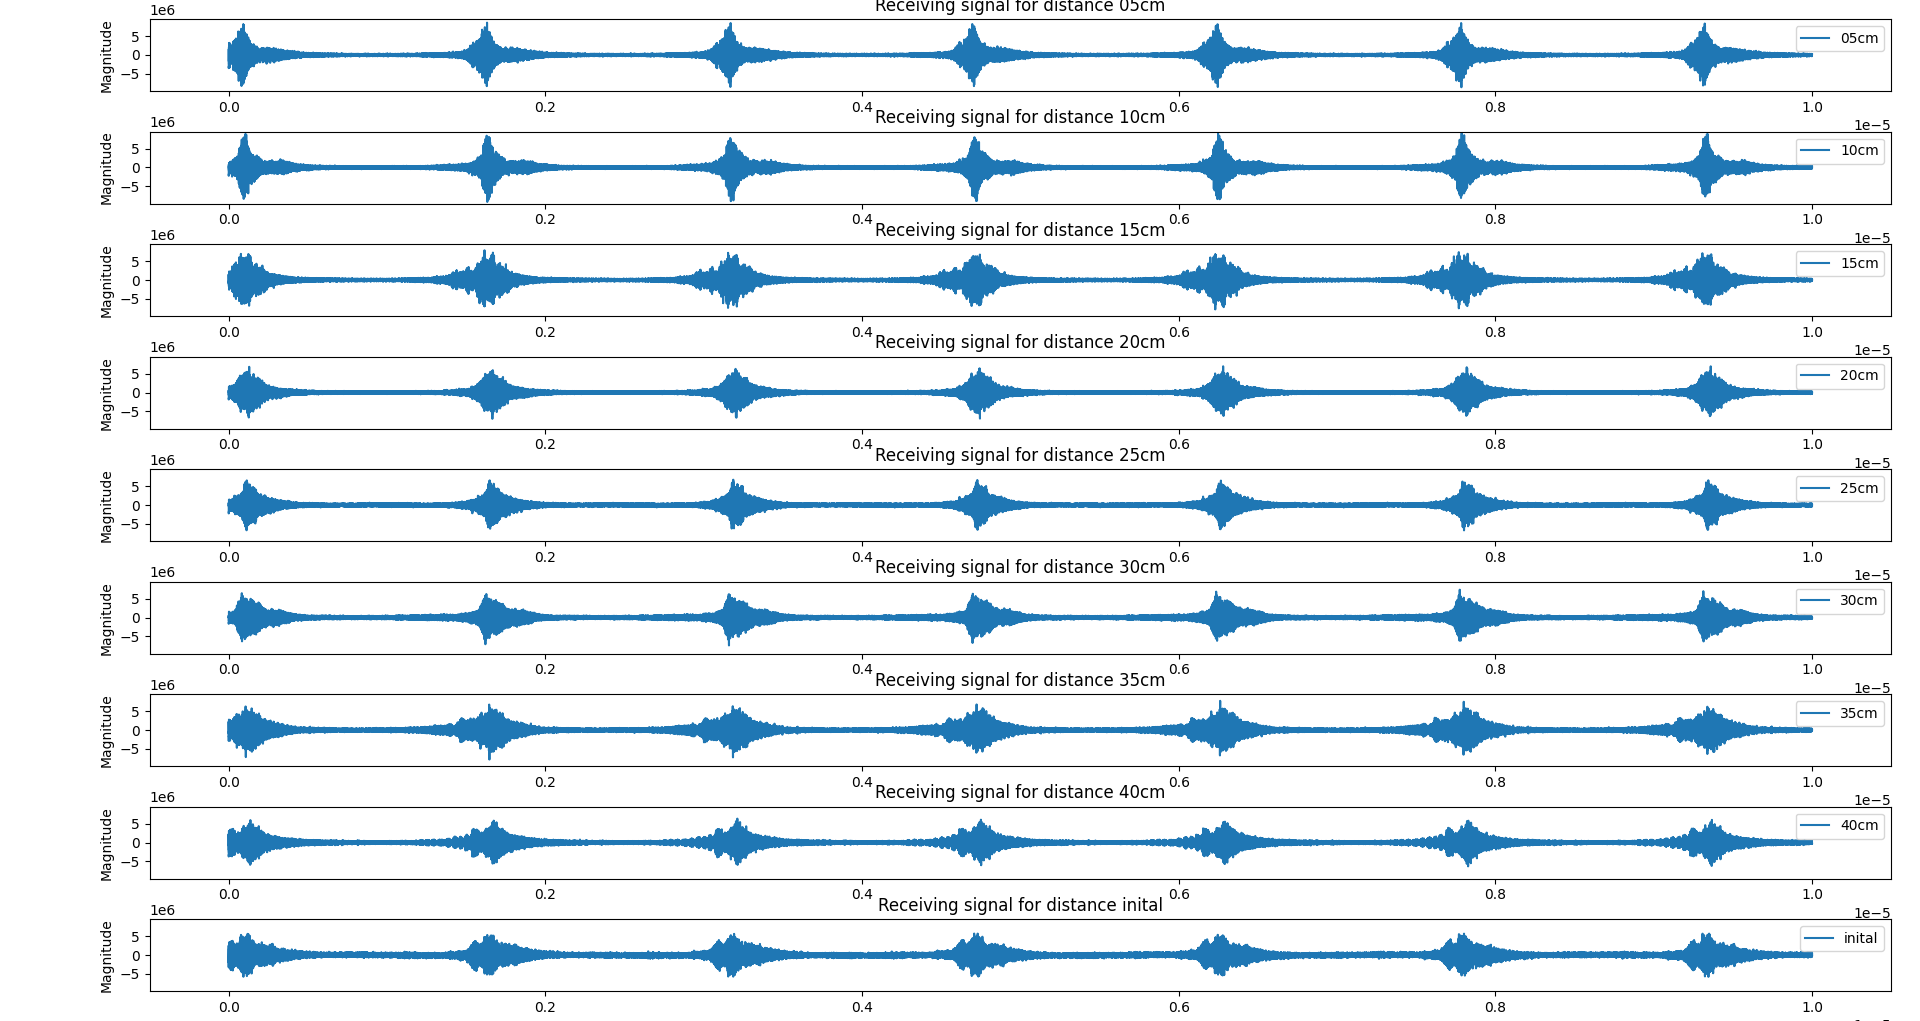 Receiving signal for distance 05cm
1e6
Magnitude
5
0
−5
05cm
0.0 0.2 0.4 0.6 0.8 1.0
1e−5
Receiving signal for distance 10cm
1e6
Magnitude
5
0
−5
10cm
0.0 0.2 0.4 0.6 0.8 1.0
1e−5
Receiving signal for distance 15cm
1e6
Magnitude
5
0
−5
15cm
0.0 0.2 0.4 0.6 0.8 1.0
1e−5
Receiving signal for distance 20cm
1e6
Magnitude
5
0
−5
20cm
0.0 0.2 0.4 0.6 0.8 1.0
1e−5
Receiving signal for distance 25cm
1e6
Magnitude
5
0
−5
25cm
0.0 0.2 0.4 0.6 0.8 1.0
1e−5
Receiving signal for distance 30cm
1e6
Magnitude
5
0
−5
30cm
0.0 0.2 0.4 0.6 0.8 1.0
1e−5
Receiving signal for distance 35cm
1e6
Magnitude
5
0
−5
35cm
0.0 0.2 0.4 0.6 0.8 1.0
1e−5
Receiving signal for distance 40cm
1e6
Magnitude
5
0
−5
40cm
0.0 0.2 0.4 0.6 0.8 1.0
1e−5
Receiving signal for distance inital
1e6
Magnitude
5
0
−5
inital
0.0 0.2 0.4 0.6 0.8 1.0